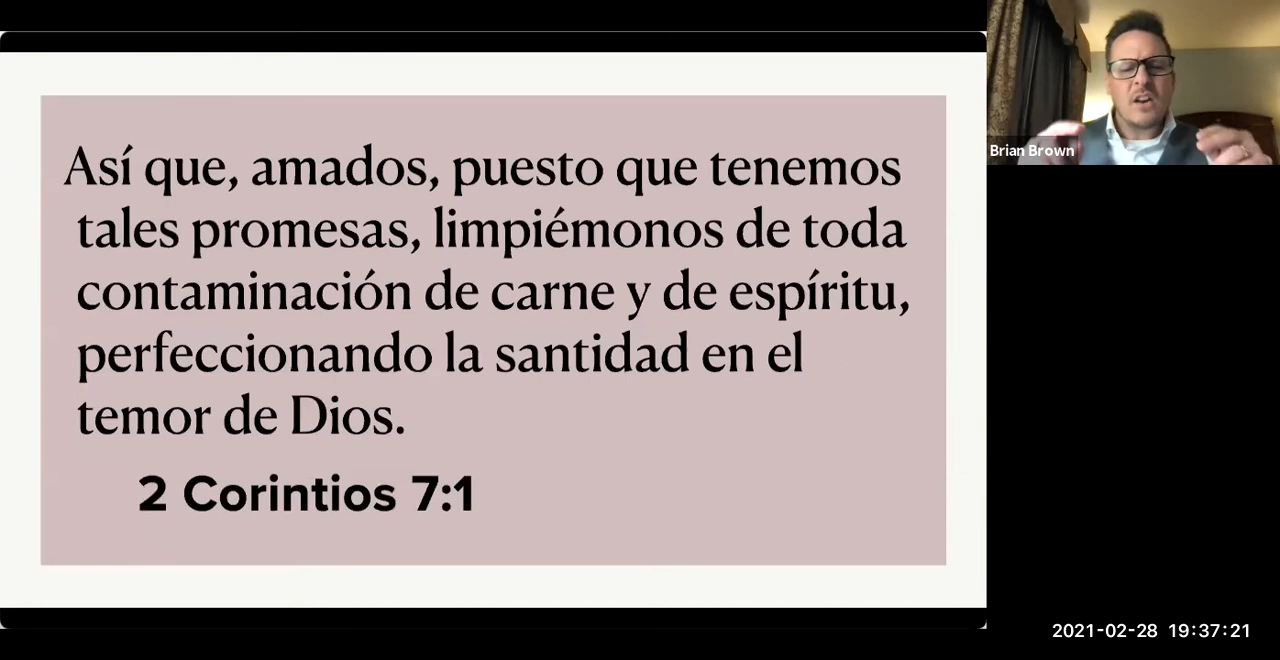 Así que, amados, puesto que tenemos
tales promesas, limpiémonos de toda
contaminación de carne y de espíritu,
perfeccionando la santidad en el
temor de Dios.
2 Corintios 7:1
Brian Brown
2021-02-28 19:37:21